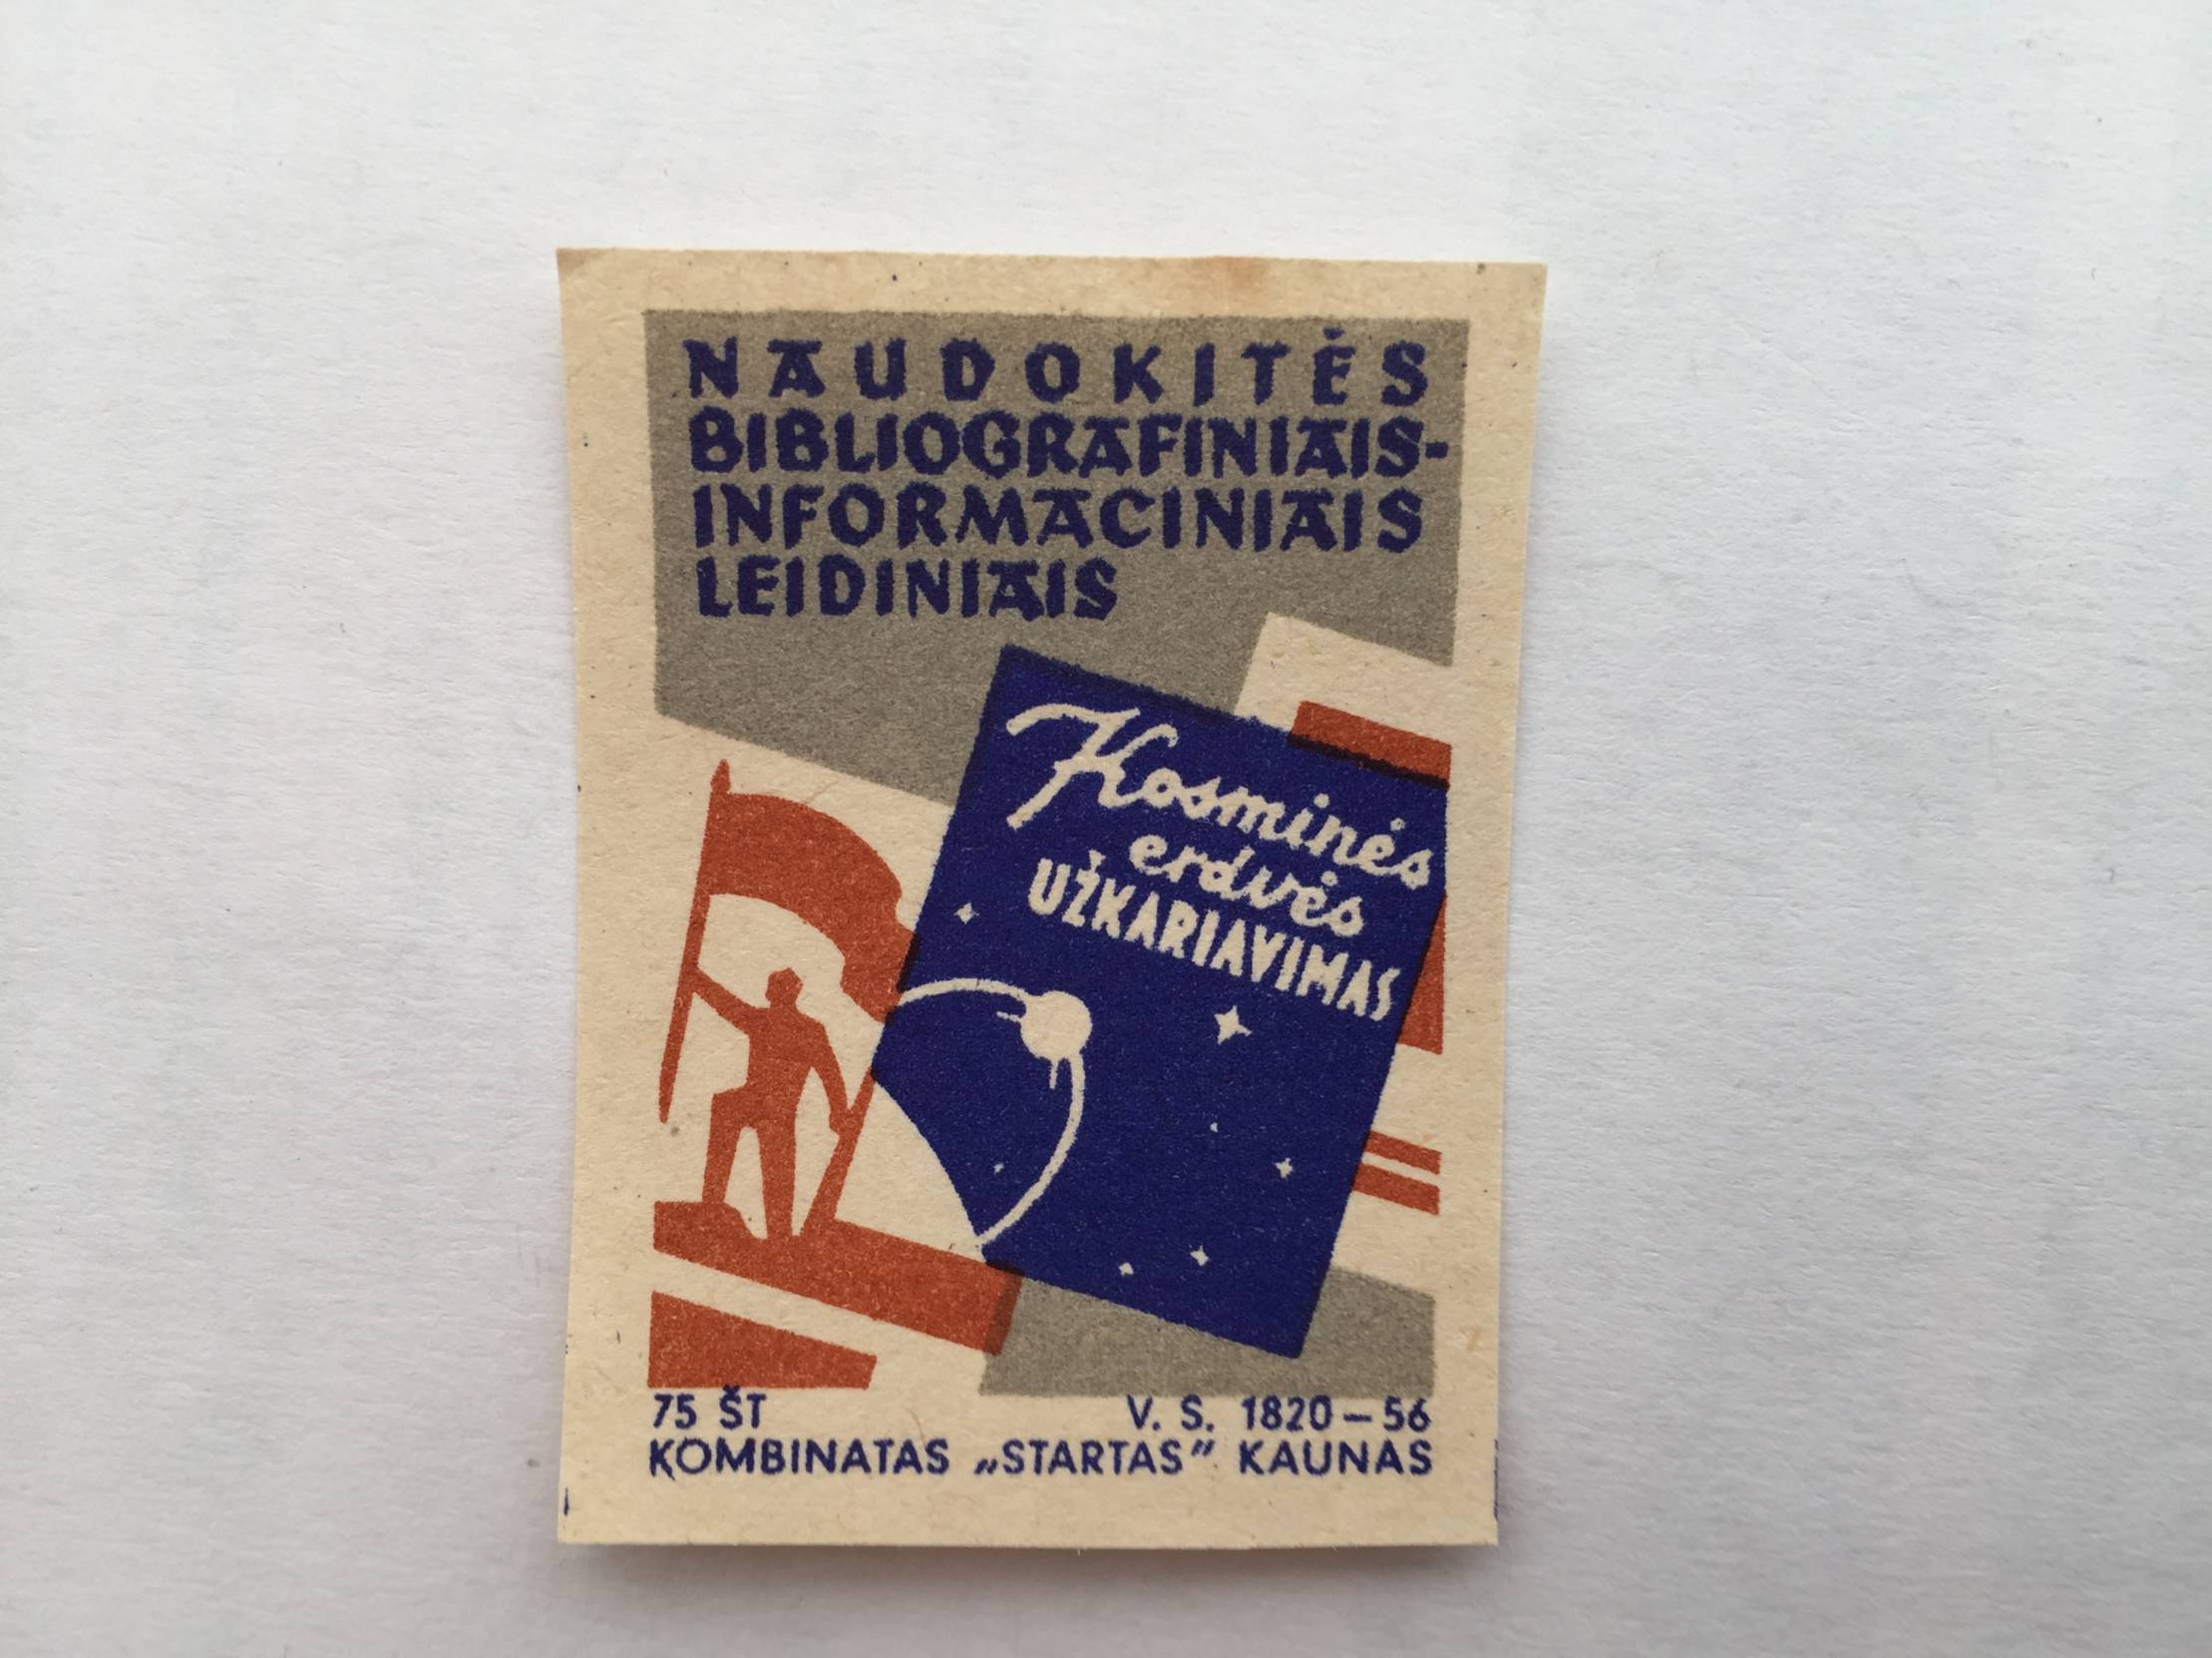 NAUDOKITĖS
BIBLIOGRAFINIAIS-
INFORMACINIAIS
LEIDINIAIS
Kosminės
erdvės
UŽKARIAVIMAS
75 ŠT V. S. 1820–56
KOMBINATAS „STARTAS” KAUNAS